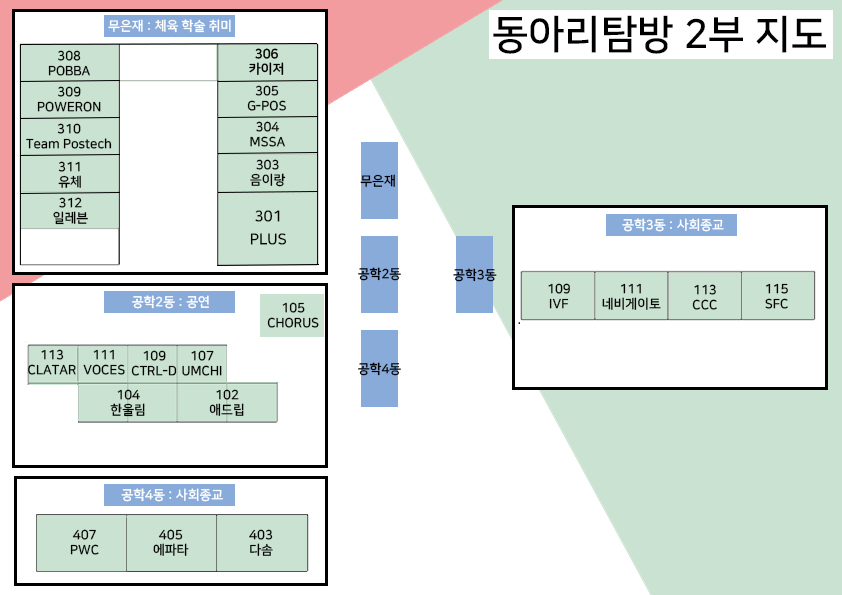 동아리탐방 2부 지도
무은재 : 체육 학술 취미
308
POBBA
309
POWERON
310
Team Postech
311
유체
312
일레븐
306
카이저
305
G-POS
304
MSSA
303
음이랑
301
PLUS
무은재
공학2동
공학3동
공학4동
공학3동 : 사회종교
109
IVF
111
네비게이토
113
CCC
115
SFC
공학2동 : 공연
105
CHORUS
113
CLATAR
111
VOCES
109
CTRL-D
107
UMCHI
104
한울림
102
애드립
공학4동 : 사회종교
407
PWC
405
에파타
403
다솜